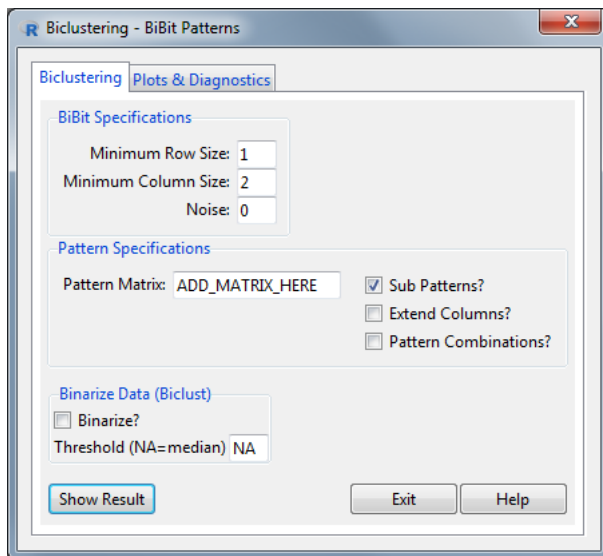 R Biclustering - BiBit Patterns
x
Biclustering Plots & Diagnostics
BiBit Specifications
Minimum Row Size: 1
Minimum Column Size: 2
Noise: 0
Pattern Specifications
Pattern Matrix: ADD_MATRIX_HERE
Sub Patterns?
Extend Columns?
Pattern Combinations?
Binarize Data (Biclust)
Binarize?
Threshold (NA=median) NA
Show Result Exit Help